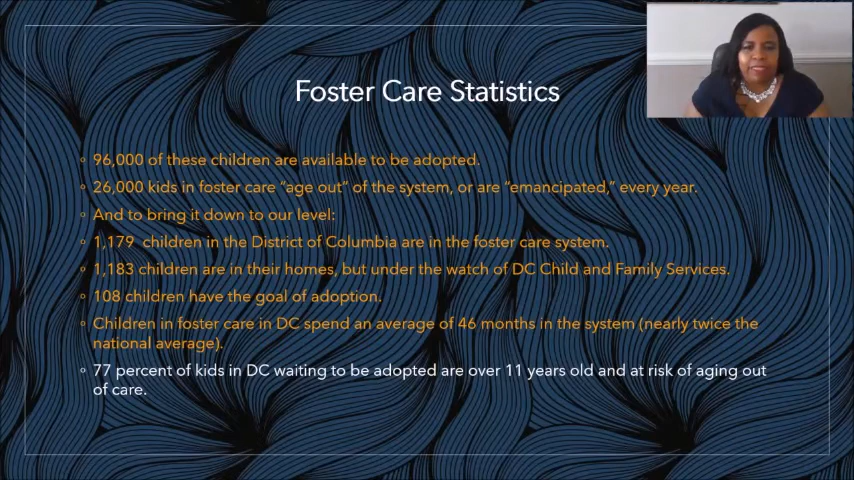 Foster Care Statistics
96,000 of these children are available to be adopted.
26,000 kids in foster care “age out” of the system, or are “emancipated,” every year.
And to bring it down to our level:
1,179  children in the District of Columbia are in the foster care system.
1,183 children are in their homes, but under the watch of DC Child and Family Services.
108 children have the goal of adoption.
Children in foster care in DC spend an average of 46 months in the system (nearly twice the
national average).
77 percent of kids in DC waiting to be adopted are over 11 years old and at risk of aging out
of care.